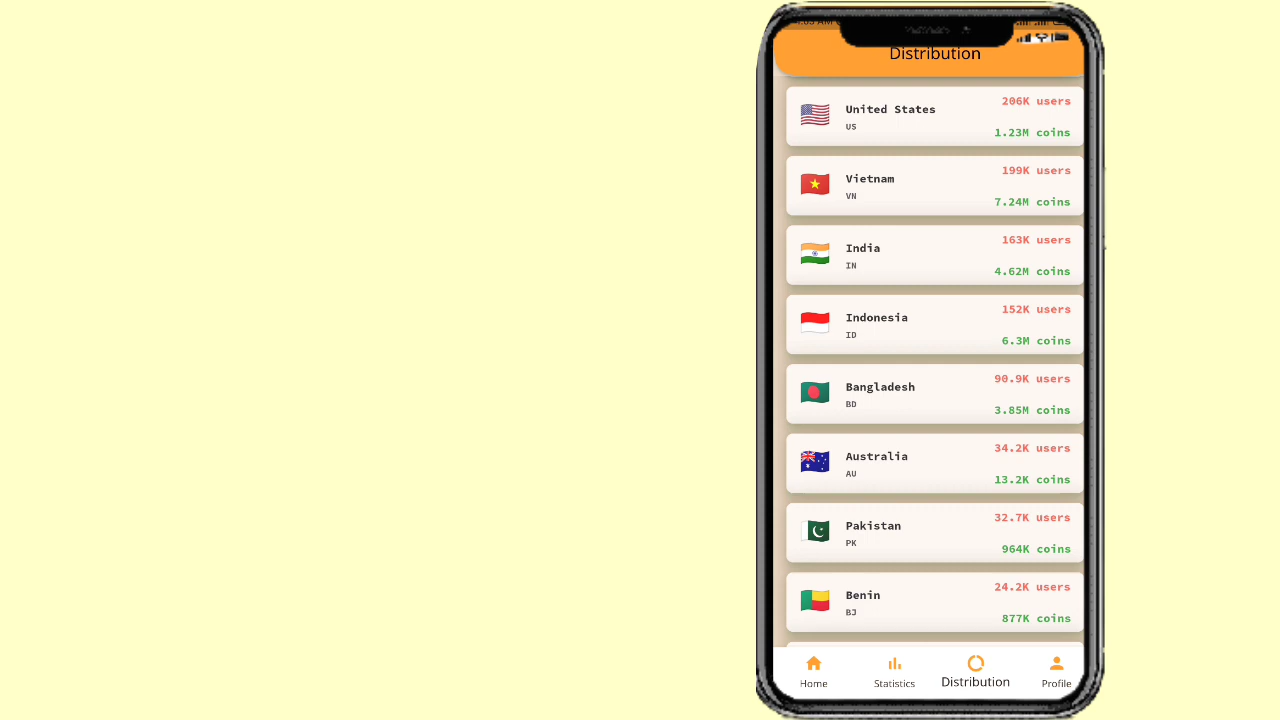 Distribution
United States
US
206K users
1.23M coins
Vietnam
VN
199K users
7.24M coins
India
IN
163K users
4.62M coins
Indonesia
ID
152K users
6.3M coins
Bangladesh
BD
90.9K users
3.85M coins
Australia
AU
34.2K users
13.2K coins
Pakistan
PK
32.7K users
964K coins
Benin
BJ
24.2K users
877K coins
Home
Statistics
Distribution
Profile